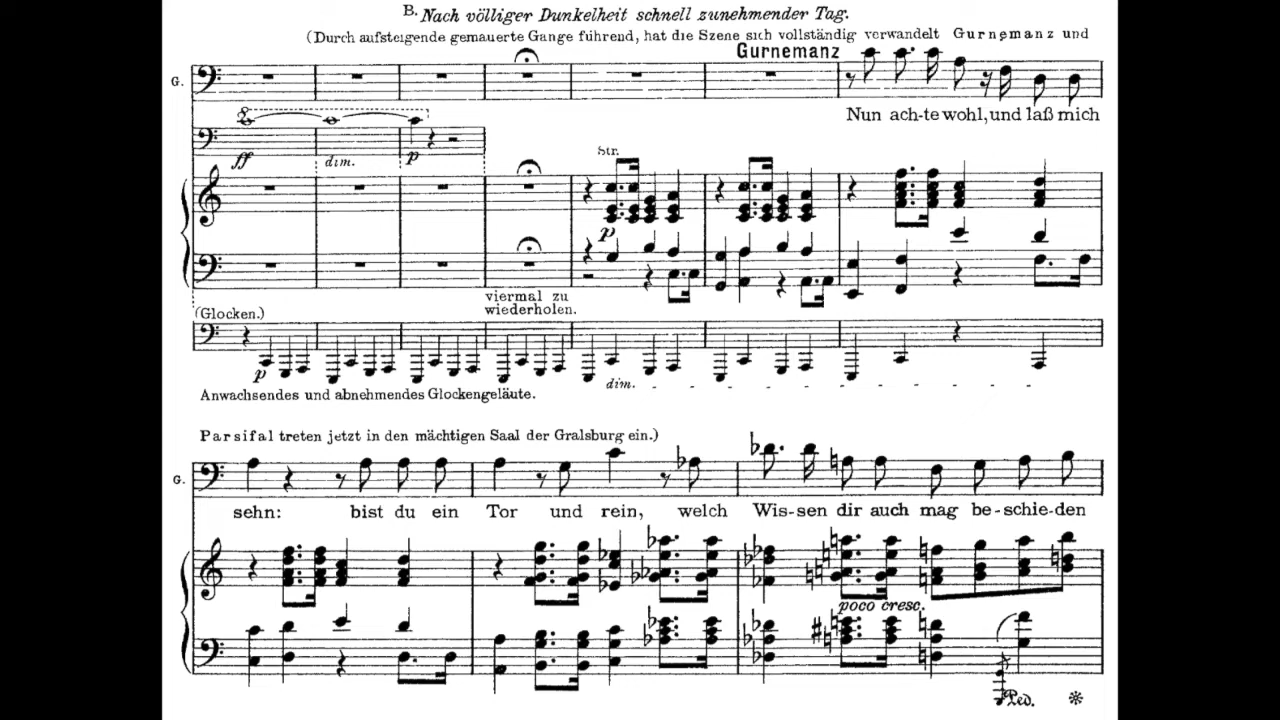 B. Nach völliger Dunkelheit schnell zunehmender Tag.
(Durch aufsteigende gemauerte Gange führend, hat die Szene sich vollständig verwandelt Gurnemanz und
Gurnemanz
G.
Nun ach-te wohl, und laß mich
8
ff dim. p
Str.
p
viermal zu
wiederholen.
(Glocken.)
p dim.
Anwachsendes und abnehmendes Glockengeläute.
Parsifal treten jetzt in den mächtigen Saal der Gralsburg ein.)
G.
sehn: bist du ein Tor und rein, welch Wis-sen dir auch mag be-schie-den
poco cresc.
Ped.